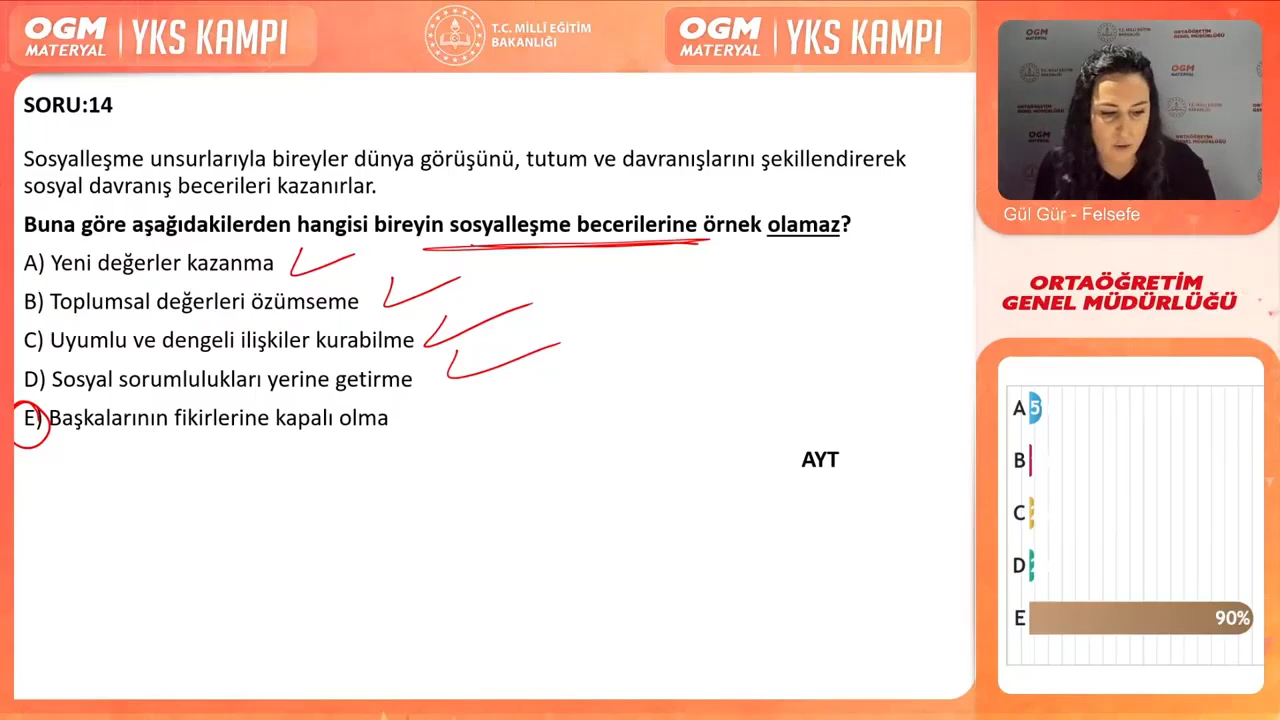 OGM
MATERYAL
YKS KAMPI
T.C. MİLLÎ EĞİTİM
BAKANLIĞI
OGM
MATERYAL
YKS KAMPI
SORU:14
Sosyalleşme unsurlarıyla bireyler dünya görüşünü, tutum ve davranışlarını şekillendirerek
sosyal davranış becerileri kazanırlar.
Buna göre aşağıdakilerden hangisi bireyin sosyalleşme becerilerine örnek olamaz?
A) Yeni değerler kazanma
B) Toplumsal değerleri özümseme
C) Uyumlu ve dengeli ilişkiler kurabilme
D) Sosyal sorumlulukları yerine getirme
E) Başkalarının fikirlerine kapalı olma
AYT
Gül Gür - Felsefe
ORTAÖĞRETİM
GENEL MÜDÜRLÜĞÜ
A 5
B
C
D
E 90%